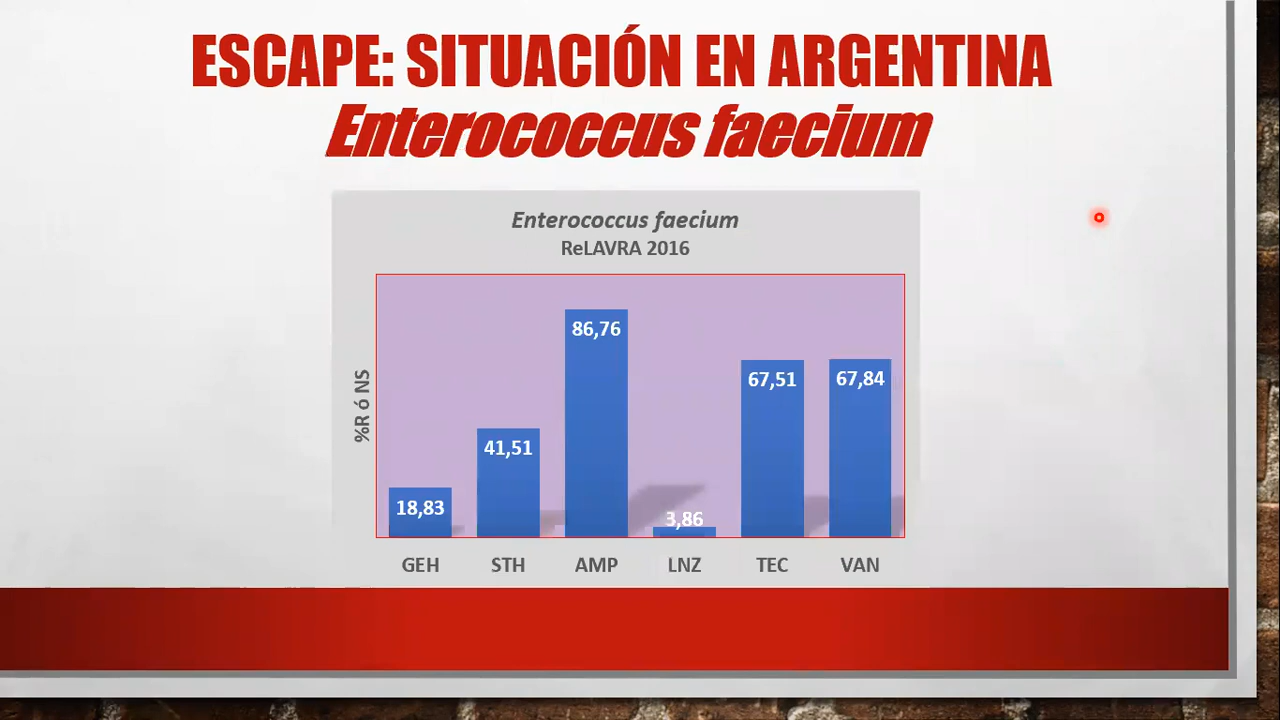 ESCAPE: SITUACIÓN EN ARGENTINA
Enterococcus faecium
Enterococcus faecium
ReLAVRA 2016
%R ó NS
18,83
41,51
86,76
3,86
67,51
67,84
GEH STH AMP LNZ TEC VAN